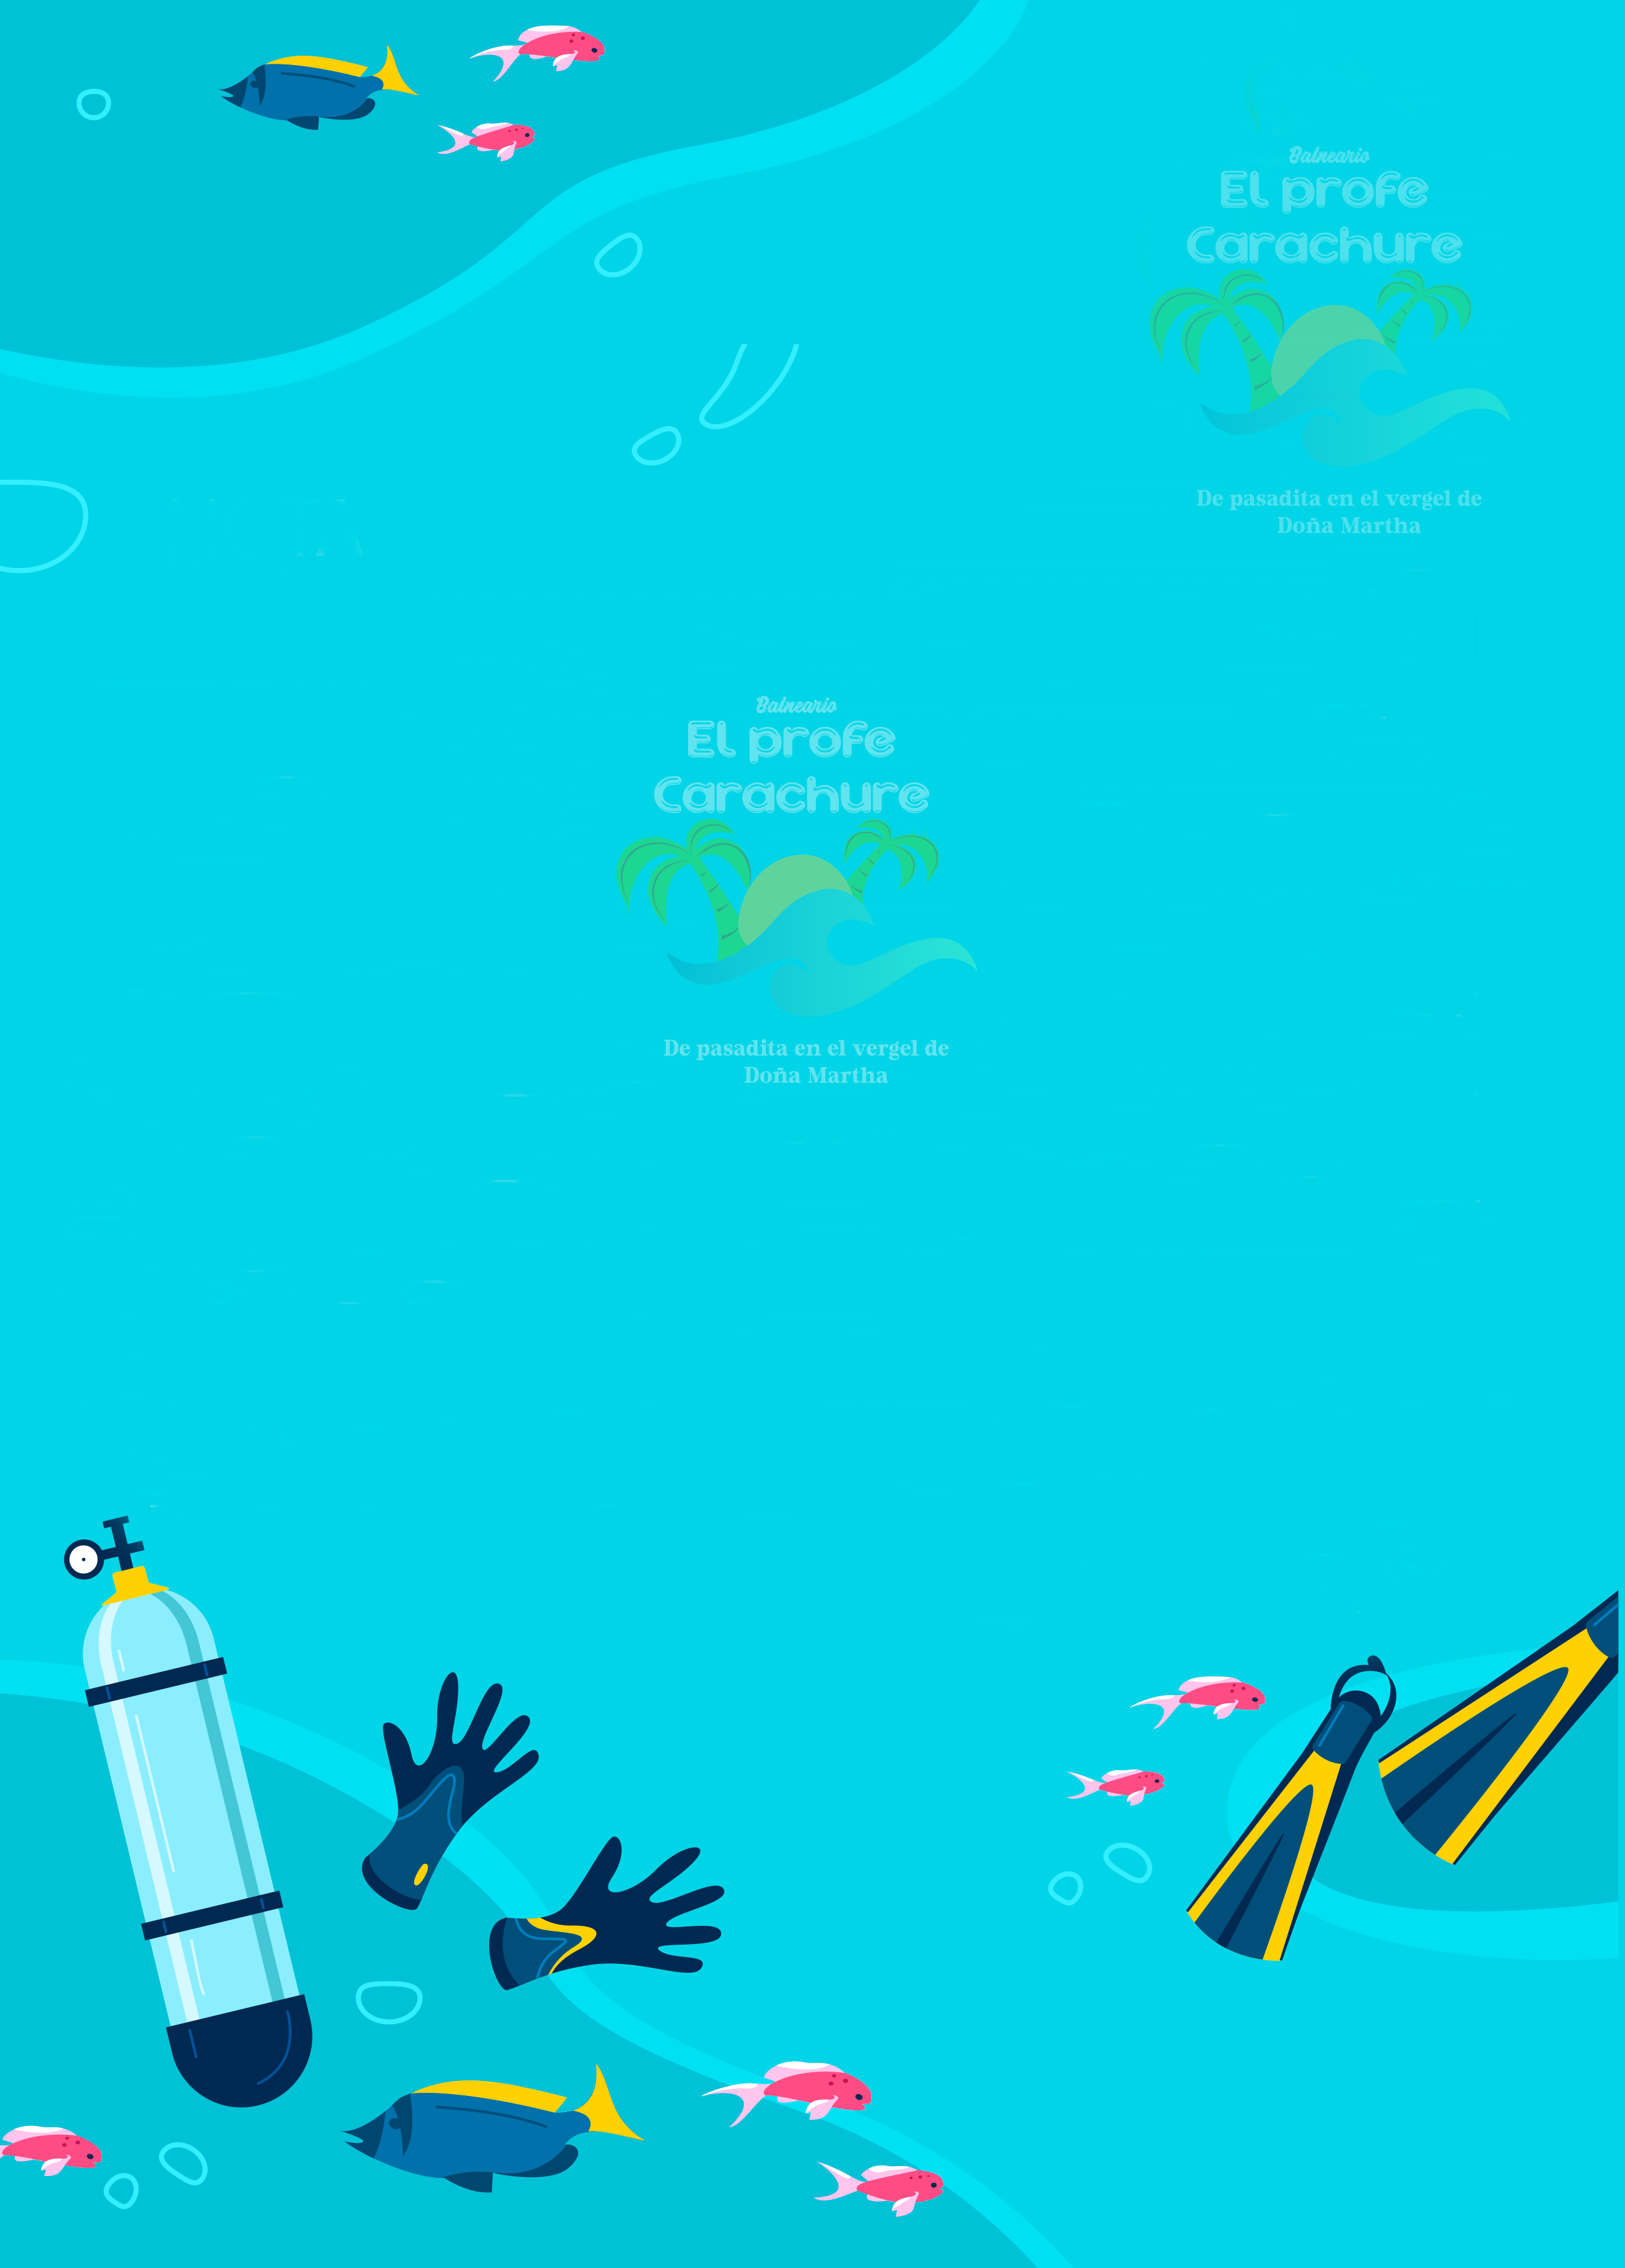 Balneario
El profe
Carachure
De pasadita en el vergel de
Doña Martha
Balneario
El profe
Carachure
De pasadita en el vergel de
Doña Martha